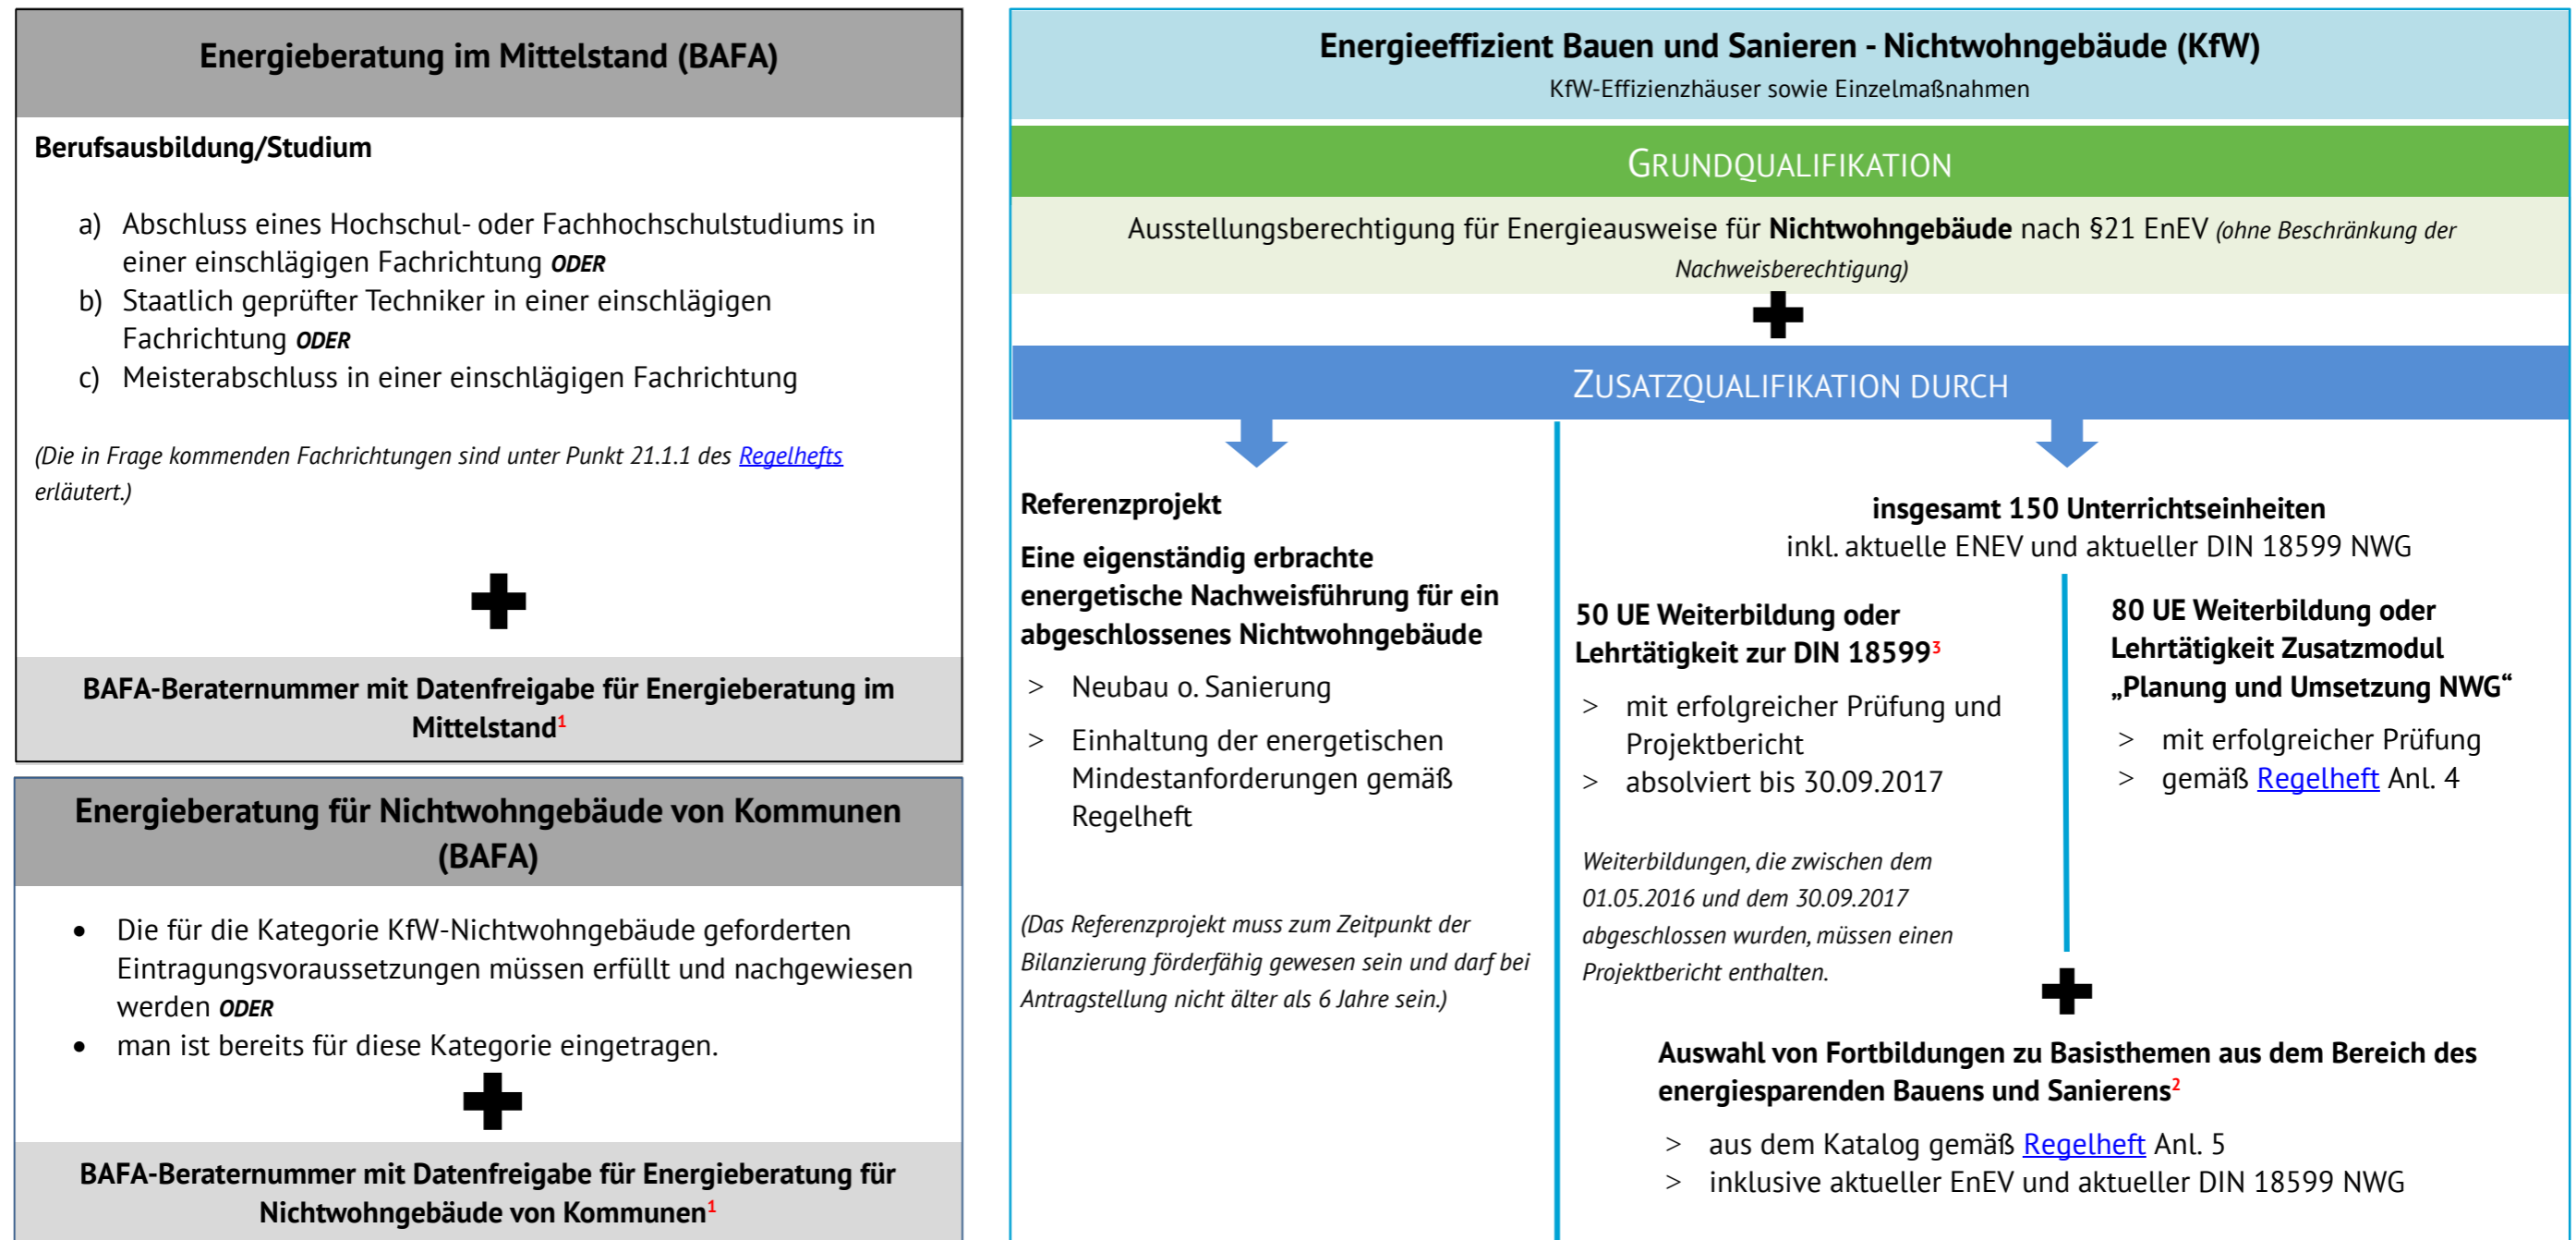 Energieberatung im Mittelstand (BAFA)
Berufsausbildung/Studium
a) Abschluss eines Hochschul- oder Fachhochschulstudiums in
einer einschlägigen Fachrichtung ODER
b) Staatlich geprüfter Techniker in einer einschlägigen
Fachrichtung ODER
c) Meisterabschluss in einer einschlägigen Fachrichtung
(Die in Frage kommenden Fachrichtungen sind unter Punkt 21.1.1 des Regelhefts
erläutert.)
BAFA-Beraternummer mit Datenfreigabe für Energieberatung im
Mittelstand1
Energieberatung für Nichtwohngebäude von Kommunen
(BAFA)
• Die für die Kategorie KfW-Nichtwohngebäude geforderten
Eintragungsvoraussetzungen müssen erfüllt und nachgewiesen
werden ODER
• man ist bereits für diese Kategorie eingetragen.
BAFA-Beraternummer mit Datenfreigabe für Energieberatung für
Nichtwohngebäude von Kommunen1
Energieeffizient Bauen und Sanieren - Nichtwohngebäude (KfW)
KfW-Effizienzhäuser sowie Einzelmaßnahmen
GRUNDQUALIFIKATION
Ausstellungsberechtigung für Energieausweise für Nichtwohngebäude nach §21 EnEV (ohne Beschränkung der
Nachweisberechtigung)
ZUSATZQUALIFIKATION DURCH
Referenzprojekt
Eine eigenständig erbrachte
energetische Nachweisführung für ein
abgeschlossenes Nichtwohngebäude
> Neubau o. Sanierung
> Einhaltung der energetischen
Mindestanforderungen gemäß
Regelheft
(Das Referenzprojekt muss zum Zeitpunkt der
Bilanzierung förderfähig gewesen sein und darf bei
Antragstellung nicht älter als 6 Jahre sein.)
insgesamt 150 Unterrichtseinheiten
inkl. aktuelle ENEV und aktueller DIN 18599 NWG
50 UE Weiterbildung oder
Lehrtätigkeit zur DIN 185993
> mit erfolgreicher Prüfung und
Projektbericht
> absolviert bis 30.09.2017
Weiterbildungen, die zwischen dem
01.05.2016 und dem 30.09.2017
abgeschlossen wurden, müssen einen
Projektbericht enthalten.
80 UE Weiterbildung oder
Lehrtätigkeit Zusatzmodul
„Planung und Umsetzung NWG“
> mit erfolgreicher Prüfung
> gemäß Regelheft Anl. 4
Auswahl von Fortbildungen zu Basisthemen aus dem Bereich des
energiesparenden Bauens und Sanierens2
> aus dem Katalog gemäß Regelheft Anl. 5
> inklusive aktueller EnEV und aktueller DIN 18599 NWG